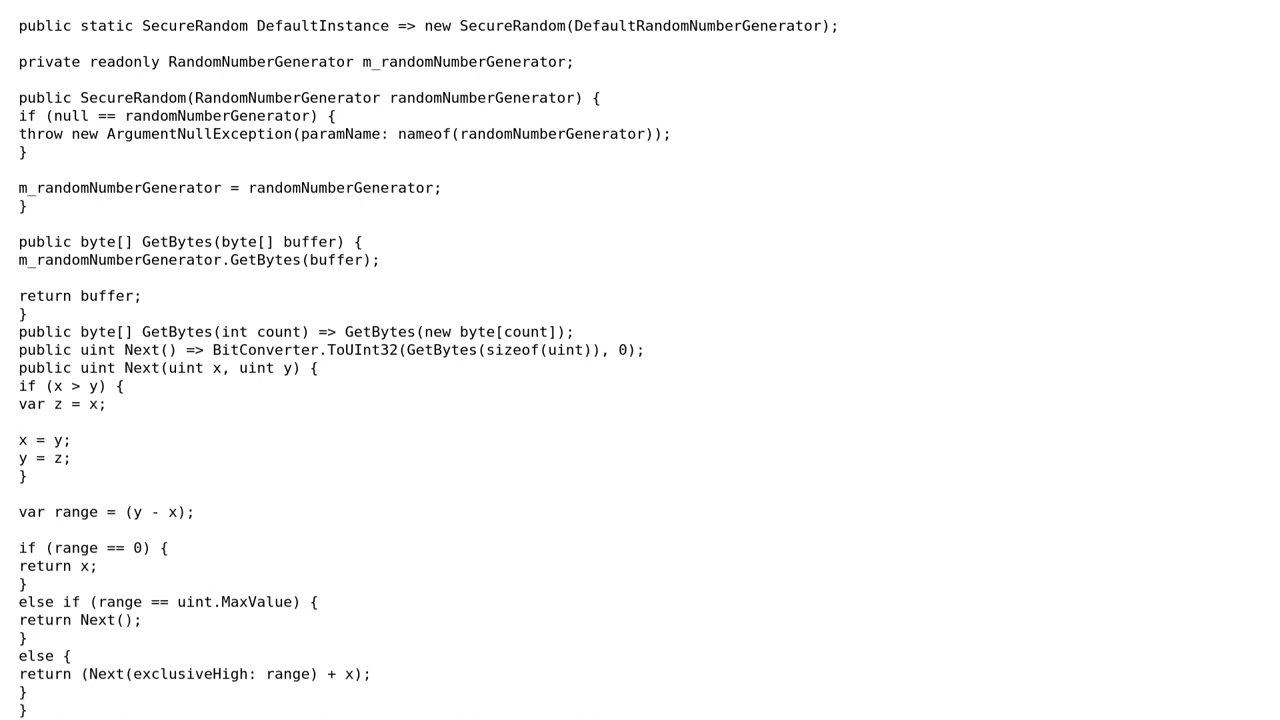 public static SecureRandom DefaultInstance => new SecureRandom(DefaultRandomNumberGenerator);
private readonly RandomNumberGenerator m_randomNumberGenerator;
public SecureRandom(RandomNumberGenerator randomNumberGenerator) {
if (null == randomNumberGenerator) {
throw new ArgumentNullException(paramName: nameof(randomNumberGenerator));
}
m_randomNumberGenerator = randomNumberGenerator;
}
public byte[] GetBytes(byte[] buffer) {
m_randomNumberGenerator.GetBytes(buffer);
return buffer;
}
public byte[] GetBytes(int count) => GetBytes(new byte[count]);
public uint Next() => BitConverter.ToUInt32(GetBytes(sizeof(uint)), 0);
public uint Next(uint x, uint y) {
if (x > y) {
var z = x;
x = y;
y = z;
}
var range = (y - x);
if (range == 0) {
return x;
}
else if (range == uint.MaxValue) {
return Next();
}
else {
return (Next(exclusiveHigh: range) + x);
}
}